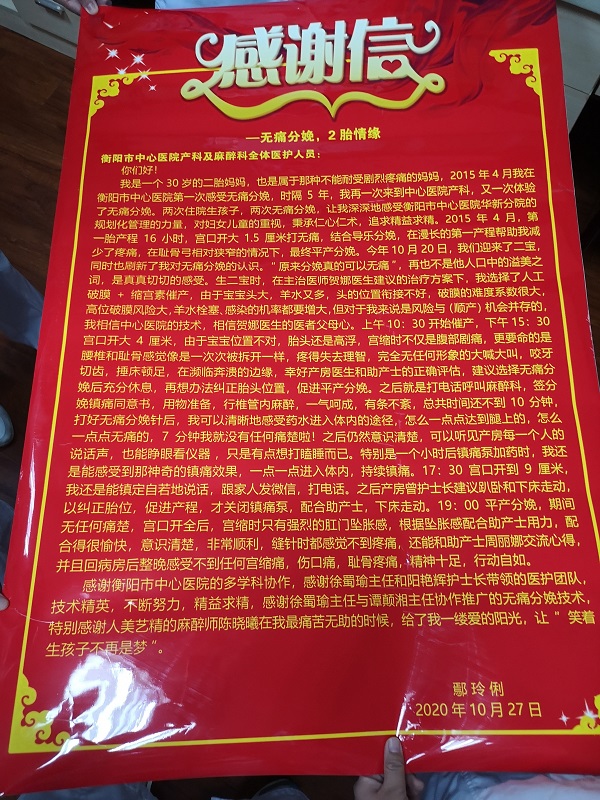 感谢信
—无痛分娩，2胎情缘
衡阳市中心医院产科及麻醉科全体医护人员：
你们好！
我是一个 30 岁的二胎妈妈，也是属于那种不能耐受剧烈疼痛的妈妈，2015 年 4 月我在
衡阳市中心医院第一次感受无痛分娩，时隔 5 年，我再一次来到中心医院产科，又一次体验
了无痛分娩。两次住院生孩子，两次无痛分娩，让我深深地感受衡阳市中心医院华新分院的
规划化管理的力量，对妇女儿童的重视，秉承仁心仁术，追求精益求精。2015 年 4 月，第
一胎产程 16 小时，宫口开大 1.5 厘米打无痛，结合导乐分娩，在漫长的第一产程帮助我减
少了疼痛，在耻骨弓相对狭窄的情况下，最终平产分娩。今年 10 月 20 日，我们迎来了二宝，
同时也刷新了我对无痛分娩的认识。“原来分娩真的可以无痛”，再也不是他人口中的溢美之
词，是真真切切的感受。生二宝时，在主治医师贺娜医生建议的治疗方案下，我选择了人工
破膜 + 缩宫素催产，由于宝宝头大，羊水又多，头的位置衔接不好，破膜的难度系数很大，
高位破膜风险大,羊水栓塞、感染的机率都要增大,但对于我来说是风险与（顺产）机会并存的，
我相信中心医院的技术，相信贺娜医生的医者父母心。上午 10：30 开始催产，下午 15：30
宫口开大 4 厘米，由于宝宝位置不对，抬头还是高浮，宫缩时不仅是腹部剧痛，更要命的是
腰椎和耻骨感觉像是一次次被拆开一样，疼得失去理智，完全无任何形象的大喊大叫，咬牙
切齿，捶床顿足，在濒临奔溃的边缘，幸好产房医生和助产士的正确评估，建议选择无痛分
娩后充分休息，再想办法纠正胎头位置，促进平产分娩。之后就是打电话呼叫麻醉科，签分
娩镇痛同意书，用物准备，行椎管内麻醉，一气呵成，有条不紊，总共时间还不到 10 分钟，
打好无痛分娩针后，我可以清晰地感受药水进入体内的途径，怎么一点点达到腿上的，怎么
一点点无痛的，7 分钟我就没有任何痛楚啦！之后仍然意识清楚，可以听见产房每一个人的
说话声，也能睁眼看仪器，只是有点想打瞌睡而已。特别是一个小时后镇痛泵加药时，我还
是能感受到那神奇的镇痛效果，一点一点进入体内，持续镇痛。17：30 宫口开到 9 厘米，
我还是能镇定自若地说话，跟家人发微信，打电话。之后产房曾护士长建议趴卧和下床走动，
以纠正胎位，促进产程，才关闭镇痛泵，配合助产士，下床走动。19：00 平产分娩，期间
无任何痛楚，宫口开全后，宫缩时只有强烈的肛门坠胀感，根据坠胀感配合助产士用力，配
合得很愉快，意识清楚，非常顺利，缝针时都感觉不到疼痛，还能和助产士周丽娜交流心得，
并且回病房后整晚感受不到任何宫缩痛，伤口痛，耻骨疼痛，精神十足，行动自如。
感谢衡阳市中心医院的多学科协作，感谢徐蜀瑜主任和阳艳辉护士长带领的医护团队，
技术精英，不断努力，精益求精，感谢徐蜀瑜主任与谭颠湘主任协作推广的无痛分娩技术，
特别感谢人美艺精的麻醉师陈晓曦在我最痛苦无助的时候，给了我一缕爱的阳光，让“笑着
生孩子不再是梦”。
鄢玲俐
2020 年 10 月 27 日